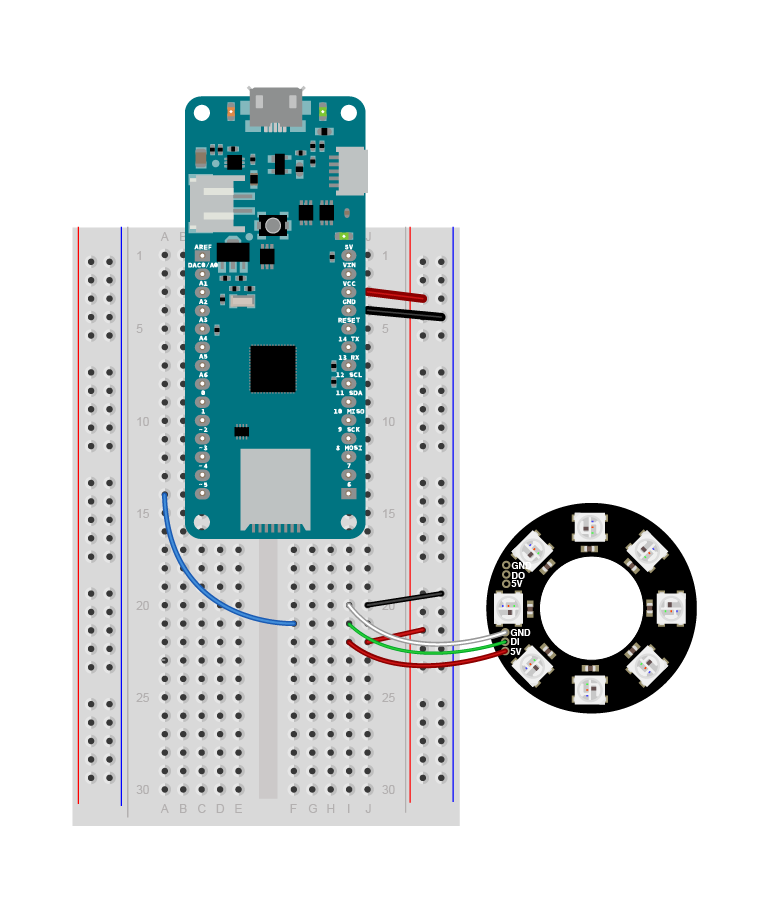 A
B
J
AREF
DAC0/A0
A1
A2
A3
A4
A5
A6
0
1
~2
~3
~4
~5
5V
VIN
VCC
GND
RESET
14 TX
13 RX
12 SCL
11 SDA
10 MISO
9 SCK
8 MOSI
7
6
1
5
10
15
20
25
30
1
5
10
15
20
25
30
A
B
C
D
E
F
G
H
I
J
GND
DO
5V
GND
DI
5V